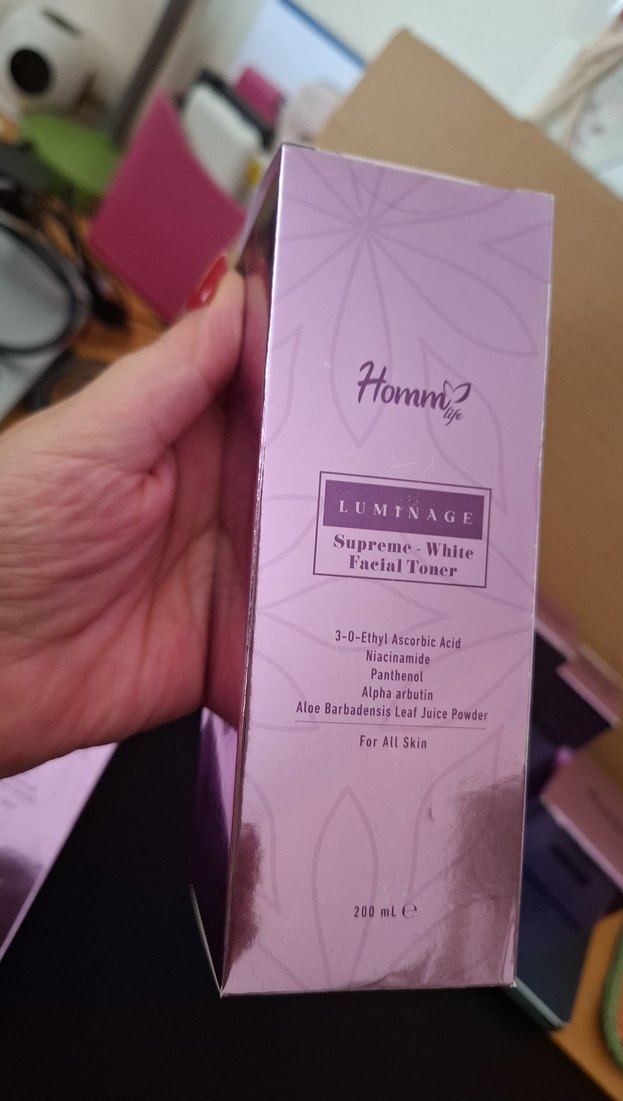 Homm
life
LUMINAGE
Supreme - White
Facial Toner
3-O-Ethyl Ascorbic Acid
Niacinamide
Panthenol
Alpha arbutin
Aloe Barbadensis Leaf Juice Powder
For All Skin
200 mL ℮